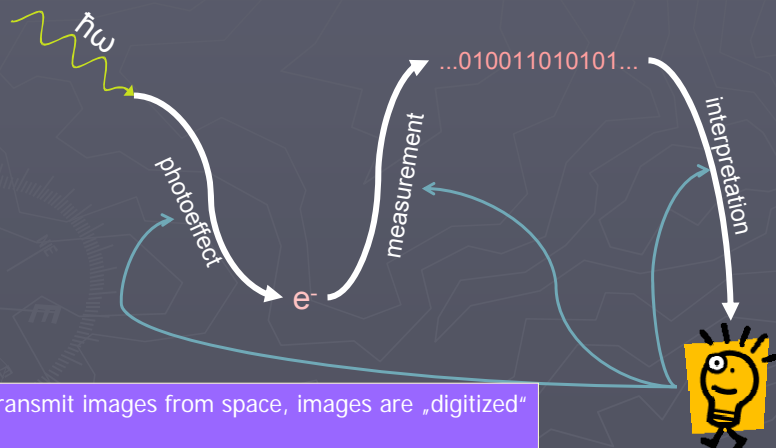 ħω
...010011010101...
photoeffect
measurement
interpretation
e-
ransmit images from space, images are „digitized“